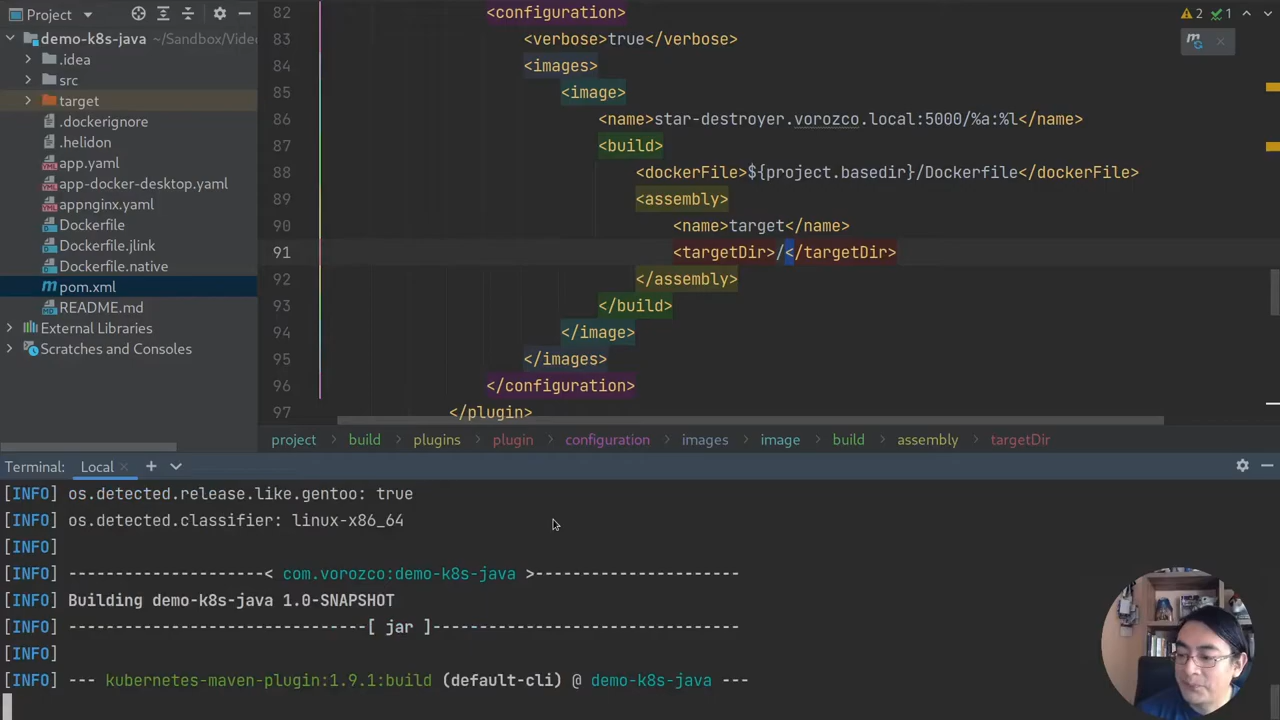 Project
demo-k8s-java ~/Sandbox/Video
.idea
src
target
.dockerignore
.helidon
app.yaml
app-docker-desktop.yaml
appnginx.yaml
Dockerfile
Dockerfile.jlink
Dockerfile.native
pom.xml
README.md
External Libraries
Scratches and Consoles
2 1
82 <configuration>
83 <verbose>true</verbose>
84 <images>
85 <image>
86 <name>star-destroyer.vorozco.local:5000/%a:%l</name>
87 <build>
88 <dockerFile>${project.basedir}/Dockerfile</dockerFile>
89 <assembly>
90 <name>target</name>
91 <targetDir>/</targetDir>
92 </assembly>
93 </build>
94 </image>
95 </images>
96 </configuration>
97 </plugin>
project build plugins plugin configuration images image build assembly targetDir
Terminal: Local
[INFO] os.detected.release.like.gentoo: true
[INFO] os.detected.classifier: linux-x86_64
[INFO]
[INFO] ---------------------< com.vorozco:demo-k8s-java >----------------------
[INFO] Building demo-k8s-java 1.0-SNAPSHOT
[INFO] --------------------------------[ jar ]---------------------------------
[INFO]
[INFO] --- kubernetes-maven-plugin:1.9.1:build (default-cli) @ demo-k8s-java ---